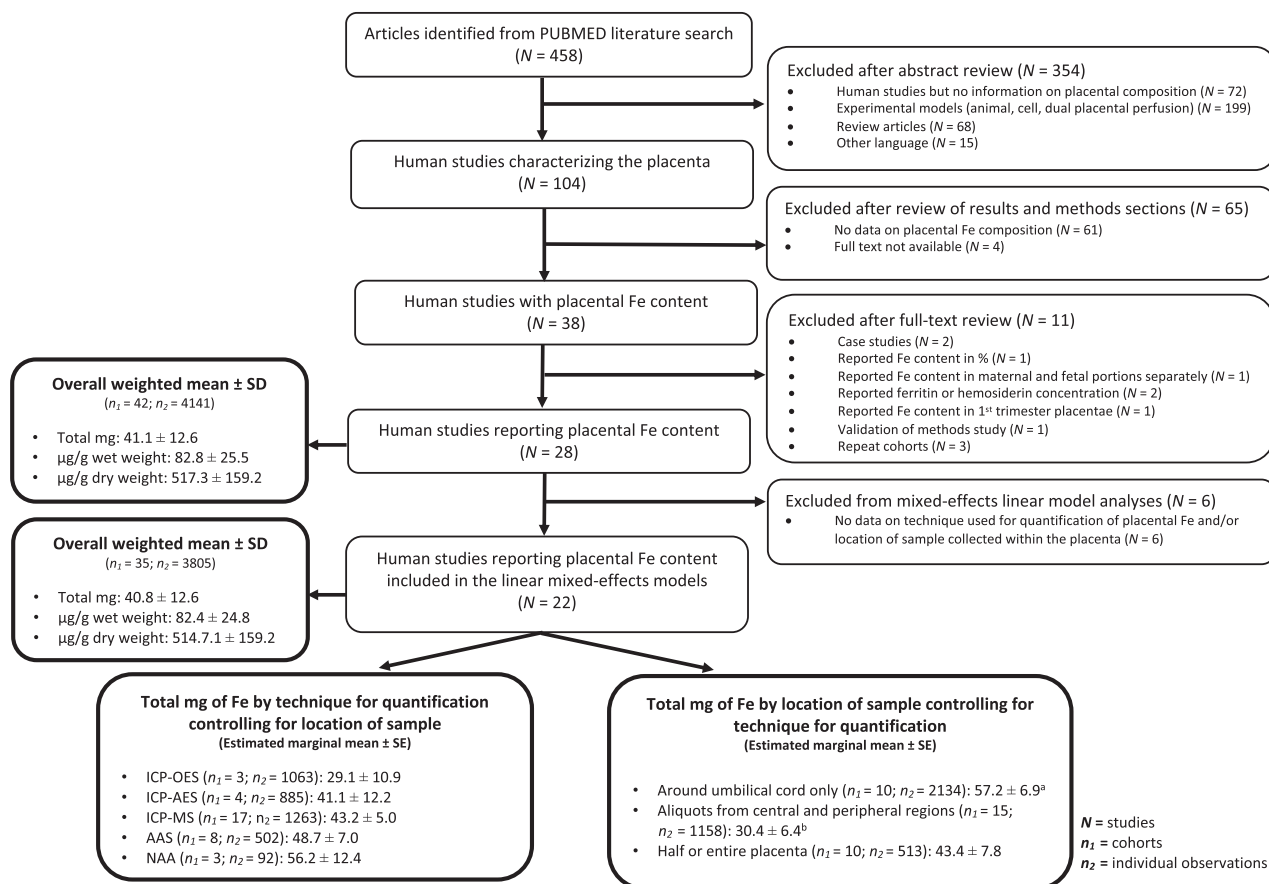 Articles identified from PUBMED literature search
(N = 458)
Excluded after abstract review (N = 354)
• Human studies but no information on placental composition (N = 72)
• Experimental models (animal, cell, dual placental perfusion) (N = 199)
• Review articles (N = 68)
• Other language (N = 15)
Human studies characterizing the placenta
(N = 104)
Excluded after review of results and methods sections (N = 65)
• No data on placental Fe composition (N = 61)
• Full text not available (N = 4)
Human studies with placental Fe content
(N = 38)
Excluded after full-text review (N = 11)
• Case studies (N = 2)
• Reported Fe content in % (N = 1)
• Reported Fe content in maternal and fetal portions separately (N = 1)
• Reported ferritin or hemosiderin concentration (N = 2)
• Reported Fe content in 1st trimester placentae (N = 1)
• Validation of methods study (N = 1)
• Repeat cohorts (N = 3)
Overall weighted mean ± SD
(n1 = 42; n2 = 4141)
• Total mg: 41.1 ± 12.6
• µg/g wet weight: 82.8 ± 25.5
• µg/g dry weight: 517.3 ± 159.2
Human studies reporting placental Fe content
(N = 28)
Excluded from mixed-effects linear model analyses (N = 6)
• No data on technique used for quantification of placental Fe and/or
location of sample collected within the placenta (N = 6)
Overall weighted mean ± SD
(n1 = 35; n2 = 3805)
• Total mg: 40.8 ± 12.6
• µg/g wet weight: 82.4 ± 24.8
• µg/g dry weight: 514.7.1 ± 159.2
Human studies reporting placental Fe content
included in the linear mixed-effects models
(N = 22)
Total mg of Fe by technique for quantification
controlling for location of sample
(Estimated marginal mean ± SE)
• ICP-OES (n1 = 3; n2 = 1063): 29.1 ± 10.9
• ICP-AES (n1 = 4; n2 = 885): 41.1 ± 12.2
• ICP-MS (n1 = 17; n2 = 1263): 43.2 ± 5.0
• AAS (n1 = 8; n2 = 502): 48.7 ± 7.0
• NAA (n1 = 3; n2 = 92): 56.2 ± 12.4
Total mg of Fe by location of sample controlling for
technique for quantification
(Estimated marginal mean ± SE)
• Around umbilical cord only (n1 = 10; n2 = 2134): 57.2 ± 6.9a
• Aliquots from central and peripheral regions (n1 = 15;
n2 = 1158): 30.4 ± 6.4b
• Half or entire placenta (n1 = 10; n2 = 513): 43.4 ± 7.8
N = studies
n1 = cohorts
n2 = individual observations